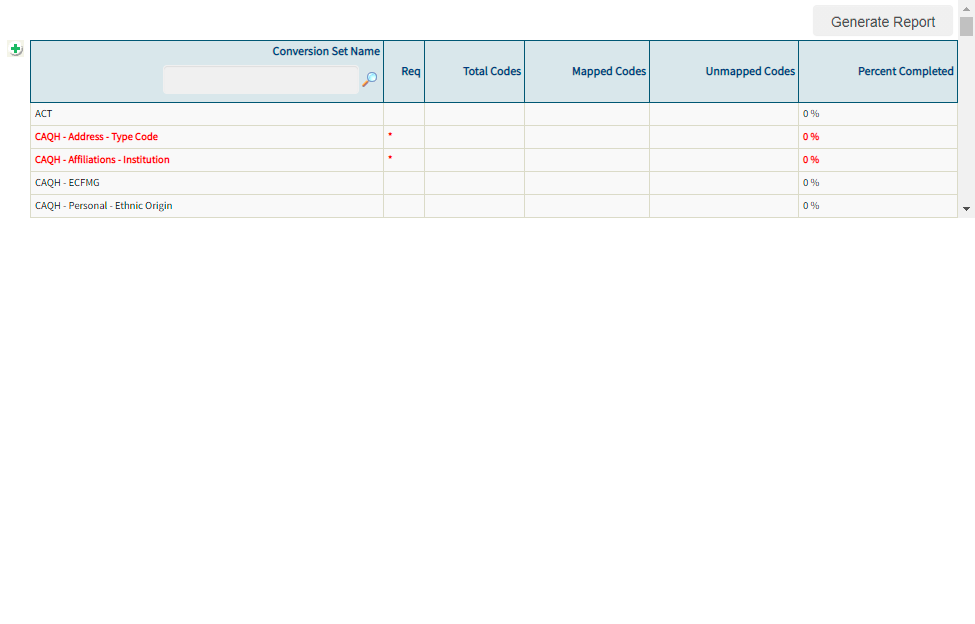 Generate Report
Conversion Set Name
Req Total Codes Mapped Codes Unmapped Codes Percent Completed
ACT 0 %
CAQH - Address - Type Code * 0 %
CAQH - Affiliations - Institution * 0 %
CAQH - ECFMG 0 %
CAQH - Personal - Ethnic Origin 0 %